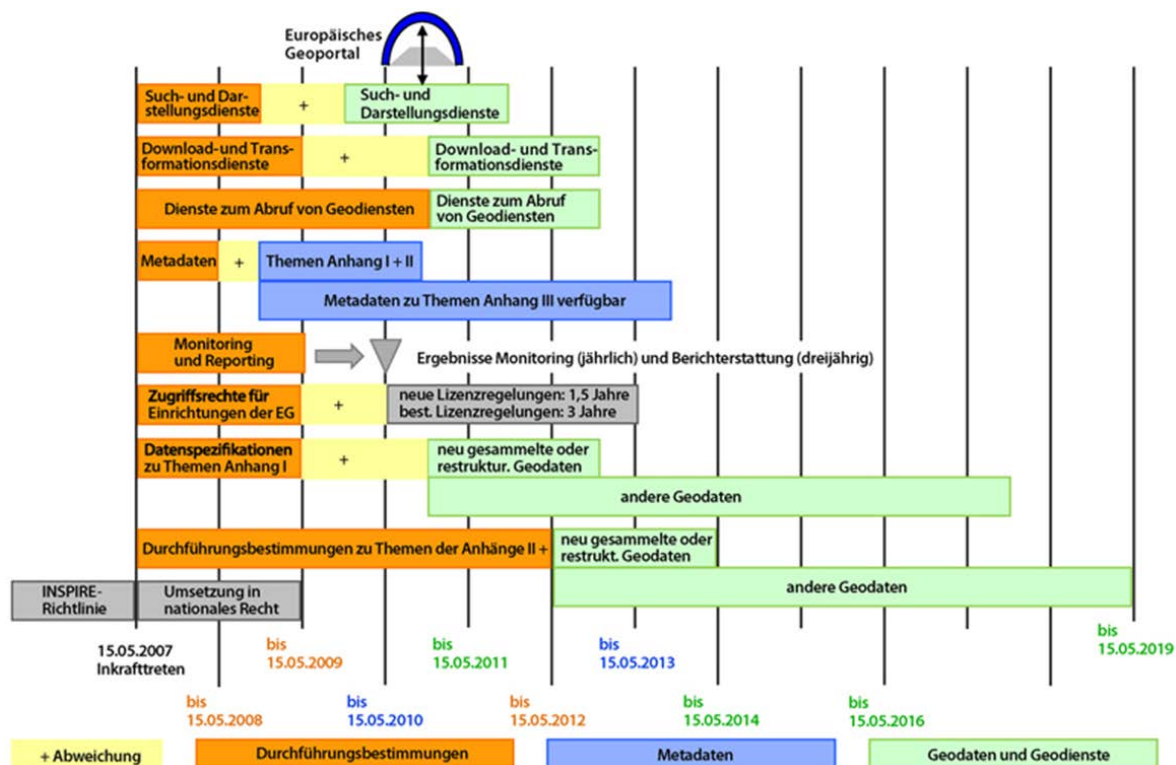 Europäisches
Geoportal
Such- und Dar-
stellungsdienste
+
Such- und
Darstellungsdienste
Download-und Trans-
formationsdienste
+
Download- und Trans-
formationsdienste
Dienste zum Abruf von Geodiensten
Dienste zum Abruf
von Geodiensten
Metadaten
+
Themen Anhang I + II
Metadaten zu Themen Anhang III verfügbar
Monitoring
und Reporting
Ergebnisse Monitoring (jährlich) und Berichterstattung (dreijährig)
Zugriffsrechte für
Einrichtungen der EG
+
neue Lizenzregelungen: 1,5 Jahre
best. Lizenzregelungen: 3 Jahre
Datenspezifikationen
zu Themen Anhang I
+
neu gesammelte oder
restruktur. Geodaten
andere Geodaten
Durchführungsbestimmungen zu Themen der Anhänge II +
neu gesammelte oder
restrukt. Geodaten
andere Geodaten
INSPIRE-
Richtlinie
Umsetzung in
nationales Recht
15.05.2007
Inkrafttreten
bis
15.05.2009
bis
15.05.2011
bis
15.05.2013
bis
15.05.2019
bis
15.05.2008
bis
15.05.2010
bis
15.05.2012
bis
15.05.2014
bis
15.05.2016
+ Abweichung
Durchführungsbestimmungen
Metadaten
Geodaten und Geodienste